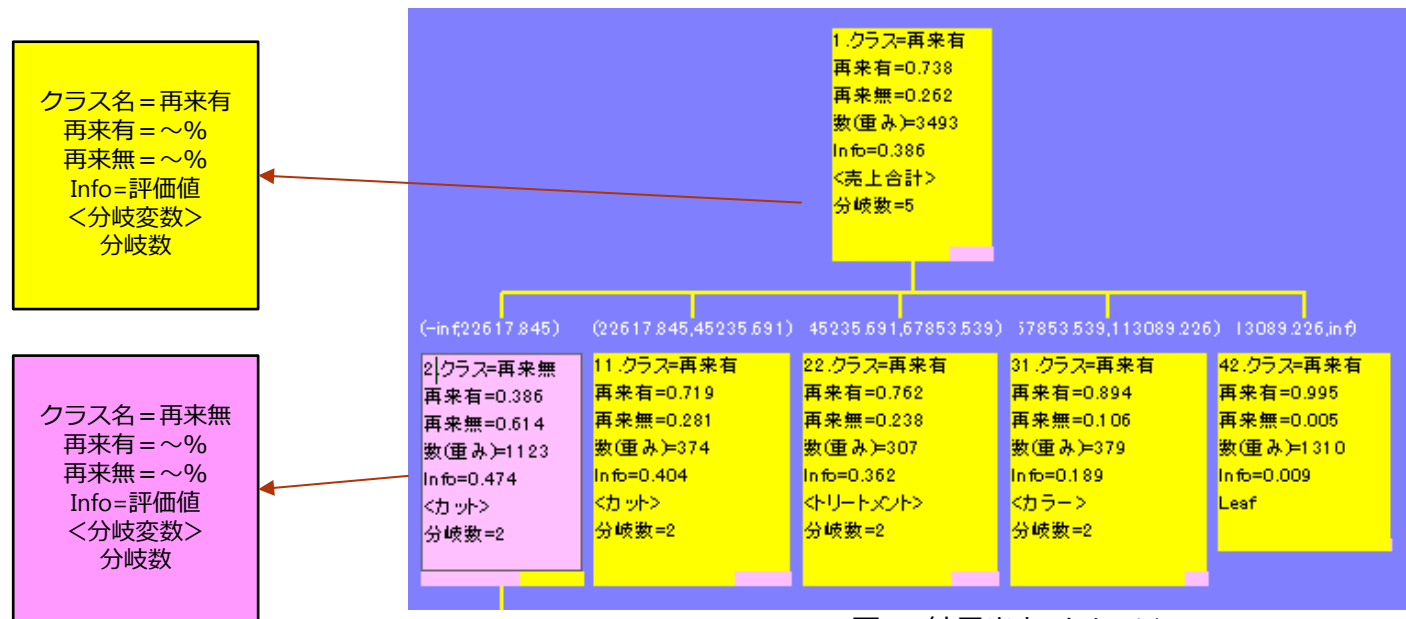 クラス名＝再来有
再来有＝～%
再来無＝～%
Info=評価値
＜分岐変数＞
分岐数
クラス名＝再来無
再来有＝～%
再来無＝～%
Info=評価値
＜分岐変数＞
分岐数
1.クラス=再来有
再来有=0.738
再来無=0.262
数(重み)=3493
Info=0.386
<売上合計>
分岐数=5
(-inf,22617.845)
(22617.845,45235.691)
45235.691,67853.539)
57853.539,113089.226)
13089.226,inf)
2.クラス=再来無
再来有=0.386
再来無=0.614
数(重み)=1123
Info=0.474
<カット>
分岐数=2
11.クラス=再来有
再来有=0.719
再来無=0.281
数(重み)=374
Info=0.404
<カット>
分岐数=2
22.クラス=再来有
再来有=0.762
再来無=0.238
数(重み)=307
Info=0.362
<トリートメント>
分岐数=2
31.クラス=再来有
再来有=0.894
再来無=0.106
数(重み)=379
Info=0.189
<カラー>
分岐数=2
42.クラス=再来有
再来有=0.995
再来無=0.005
数(重み)=1310
Info=0.009
Leaf